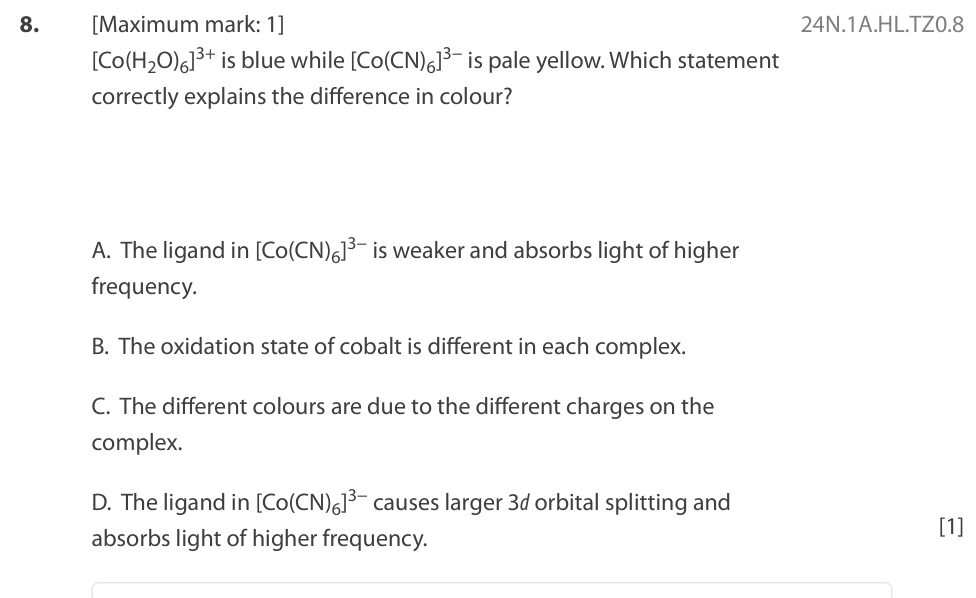 8. [Maximum mark: 1] 24N.1A.HL.TZ0.8
[Co(H₂O)₆]³⁺ is blue while [Co(CN)₆]³⁻ is pale yellow. Which statement
correctly explains the difference in colour?
A. The ligand in [Co(CN)₆]³⁻ is weaker and absorbs light of higher
frequency.
B. The oxidation state of cobalt is different in each complex.
C. The different colours are due to the different charges on the
complex.
D. The ligand in [Co(CN)₆]³⁻ causes larger 3d orbital splitting and
absorbs light of higher frequency.
[1]